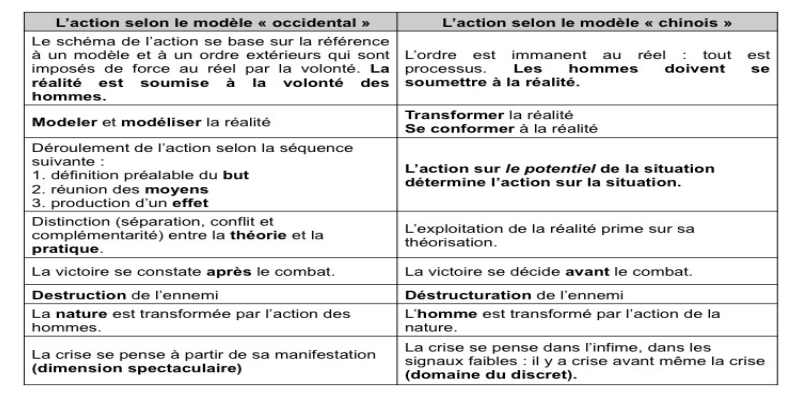 L'action selon le modèle « occidental »
L'action selon le modèle « chinois »
Le schéma de l'action se base sur la référence
à un modèle et à un ordre extérieurs qui sont
imposés de force au réel par la volonté. La
réalité est soumise à la volonté des
hommes.
L'ordre est immanent au réel : tout est
processus. Les hommes doivent se
soumettre à la réalité.
Modeler et modéliser la réalité
Transformer la réalité
Se conformer à la réalité
Déroulement de l'action selon la séquence
suivante :
1. définition préalable du but
2. réunion des moyens
3. production d'un effet
L'action sur le potentiel de la situation
détermine l'action sur la situation.
Distinction (séparation, conflit et
complémentarité) entre la théorie et la
pratique.
L'exploitation de la réalité prime sur sa
théorisation.
La victoire se constate après le combat.
La victoire se décide avant le combat.
Destruction de l'ennemi
Déstructuration de l'ennemi
La nature est transformée par l'action des
hommes.
L'homme est transformé par l'action de la
nature.
La crise se pense à partir de sa manifestation
(dimension spectaculaire)
La crise se pense dans l'infime, dans les
signaux faibles : il y a crise avant même la crise
(domaine du discret).